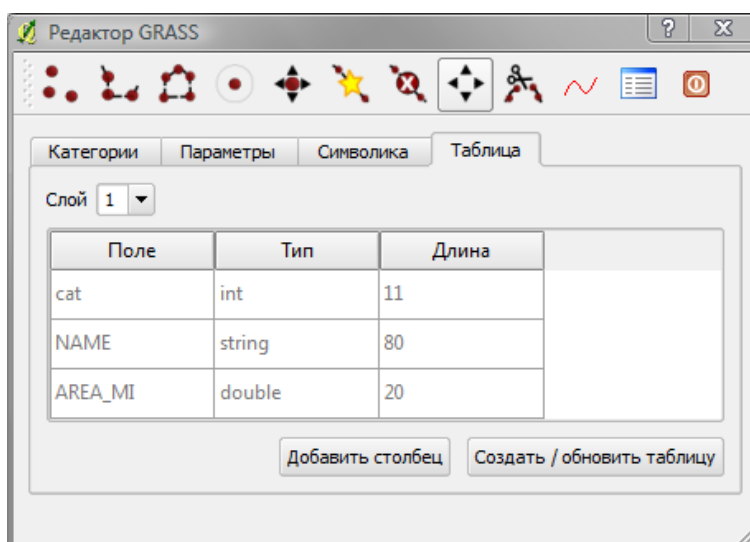 Редактор GRASS
Категории Параметры Символика Таблица
Слой 1
Поле Тип Длина
cat int 11
NAME string 80
AREA_MI double 20
Добавить столбец Создать / обновить таблицу